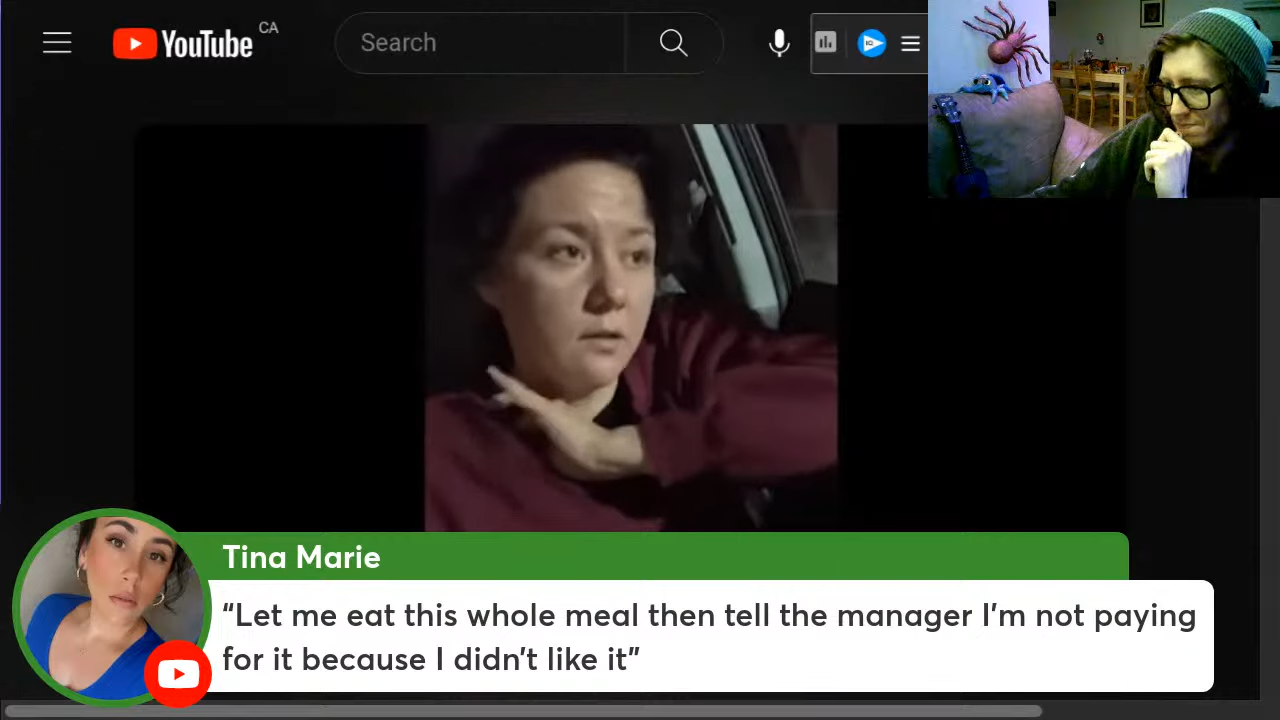 YouTube CA
Search
IQ
Tina Marie
“Let me eat this whole meal then tell the manager I’m not paying
for it because I didn’t like it”